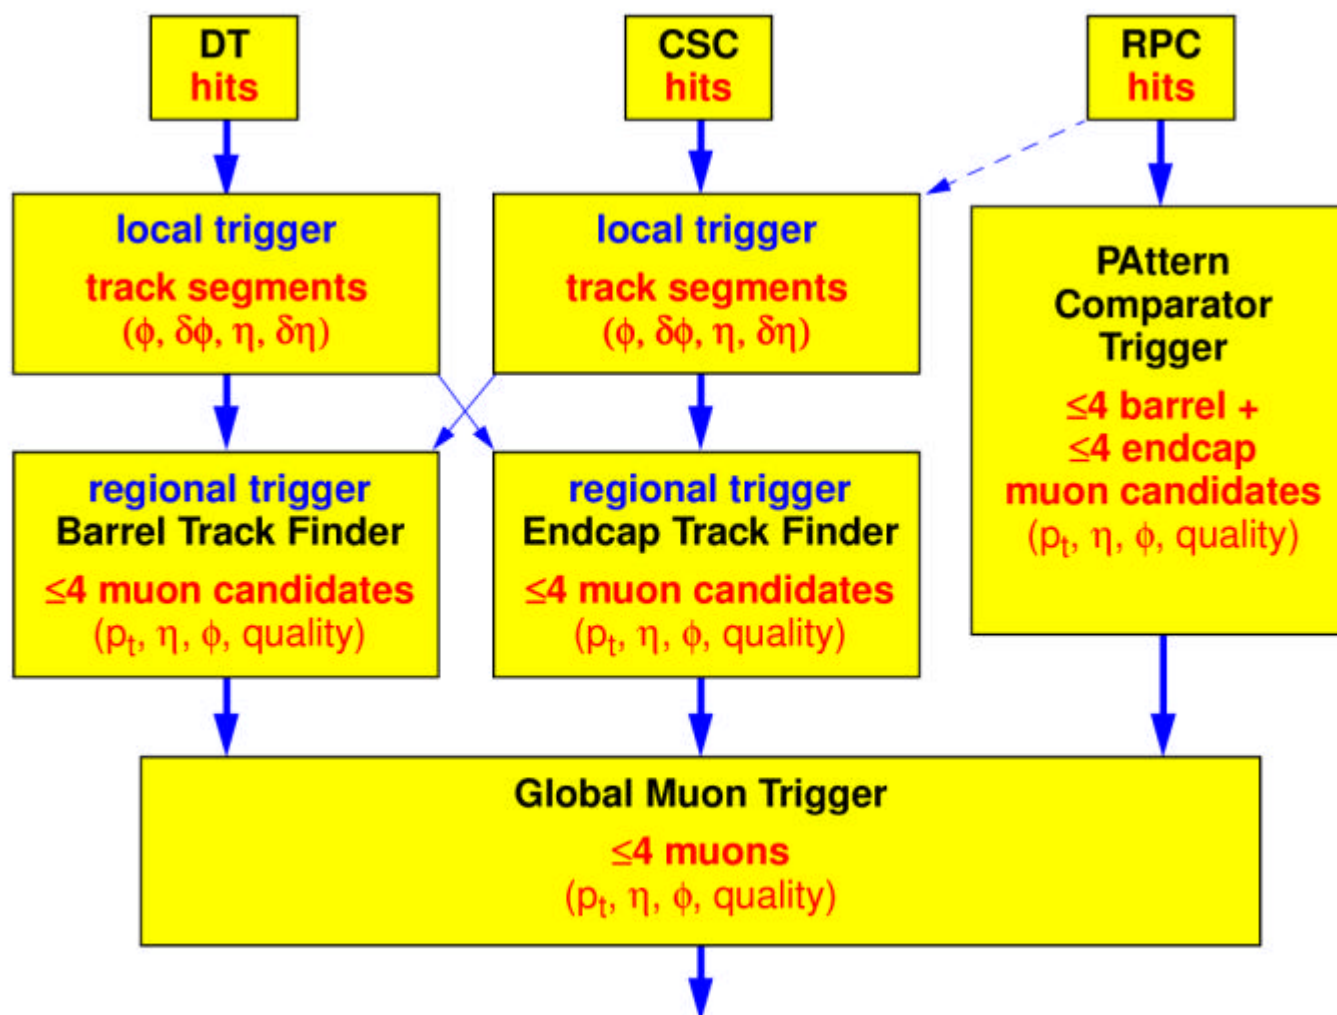 DT
hits
CSC
hits
RPC
hits
local trigger
track segments
(ϕ, δϕ, η, δη)
local trigger
track segments
(ϕ, δϕ, η, δη)
PAttern
Comparator
Trigger
≤4 barrel +
≤4 endcap
muon candidates
(pt, η, ϕ, quality)
regional trigger
Barrel Track Finder
≤4 muon candidates
(pt, η, ϕ, quality)
regional trigger
Endcap Track Finder
≤4 muon candidates
(pt, η, ϕ, quality)
Global Muon Trigger
≤4 muons
(pt, η, ϕ, quality)